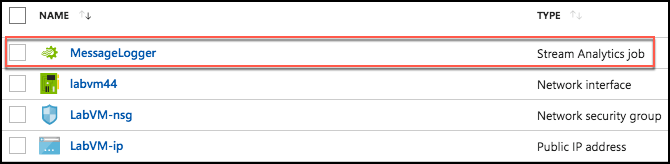 NAME TYPE
MessageLogger Stream Analytics job
labvm44 Network interface
LabVM-nsg Network security group
LabVM-ip Public IP address